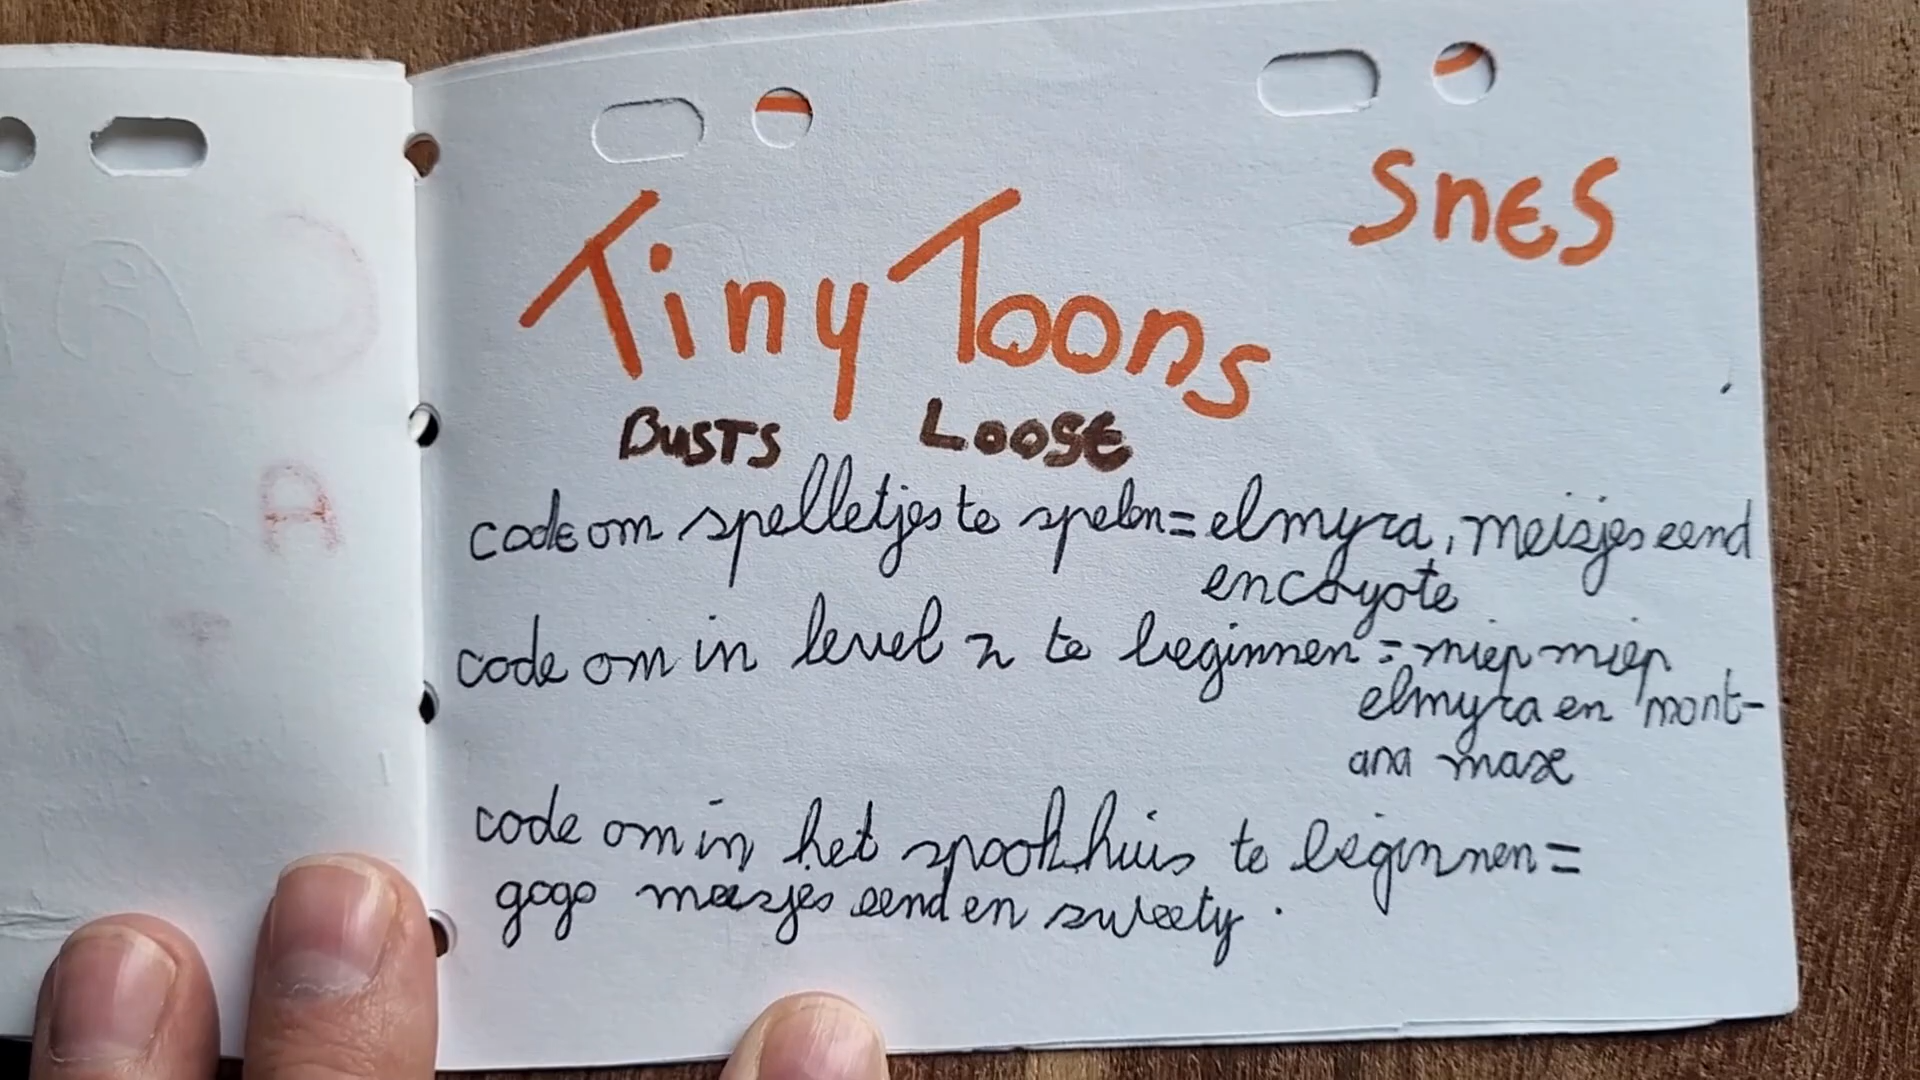 SNES
Tiny Toons
BUSTS LOOSE
code om spelletjes te spelen = elmyra, meisjes eend
en coyote
code om in level 2 te beginnen = miep miep
elmyra en mont-
ana max
code om in het spookhuis te beginnen =
gogo meisjes eend en sweety.
A